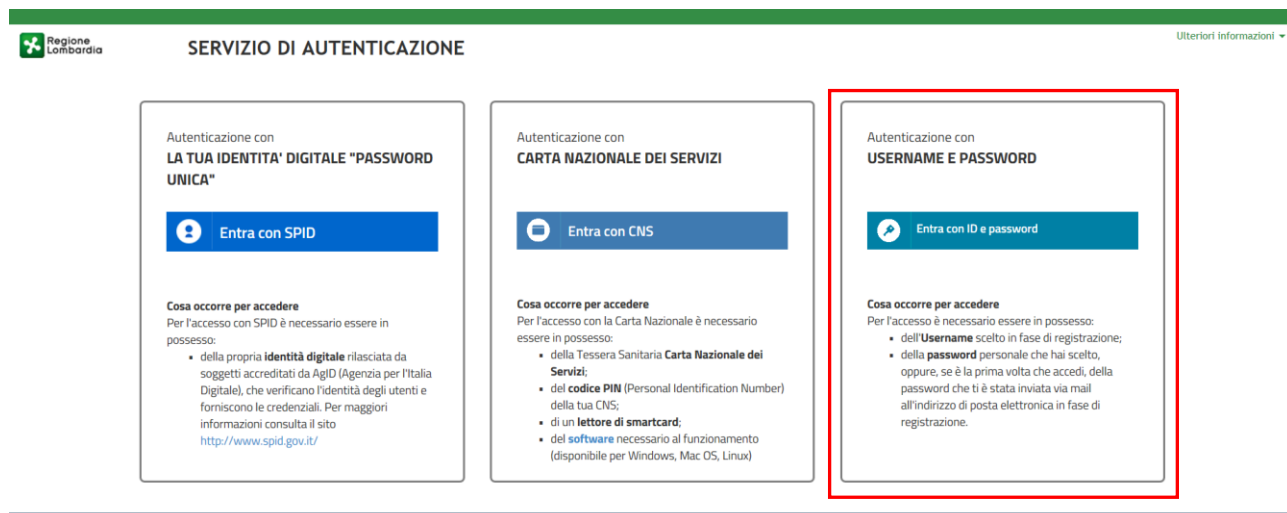 Regione
Lombardia
SERVIZIO DI AUTENTICAZIONE
Ulteriori informazioni
Autenticazione con
LA TUA IDENTITA' DIGITALE "PASSWORD
UNICA"
Entra con SPID
Cosa occorre per accedere
Per l'accesso con SPID è necessario essere in
possesso:
▪ della propria identità digitale rilasciata da
soggetti accreditati da AgID (Agenzia per l'Italia
Digitale), che verificano l'identità degli utenti e
forniscono le credenziali. Per maggiori
informazioni consulta il sito
http://www.spid.gov.it/
Autenticazione con
CARTA NAZIONALE DEI SERVIZI
Entra con CNS
Cosa occorre per accedere
Per l'accesso con la Carta Nazionale è necessario
essere in possesso:
▪ della Tessera Sanitaria Carta Nazionale dei
Servizi;
▪ del codice PIN (Personal Identification Number)
della tua CNS;
▪ di un lettore di smartcard;
▪ del software necessario al funzionamento
(disponibile per Windows, Mac OS, Linux)
Autenticazione con
USERNAME E PASSWORD
Entra con ID e password
Cosa occorre per accedere
Per l'accesso è necessario essere in possesso:
▪ dell'Username scelto in fase di registrazione;
▪ della password personale che hai scelto,
oppure, se è la prima volta che accedi, della
password che ti è stata inviata via mail
all'indirizzo di posta elettronica in fase di
registrazione.